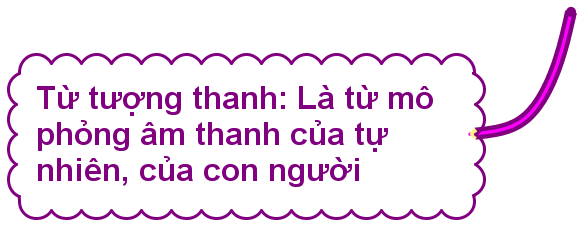 Từ tượng thanh: Là từ mô
phỏng âm thanh của tự
nhiên, của con người